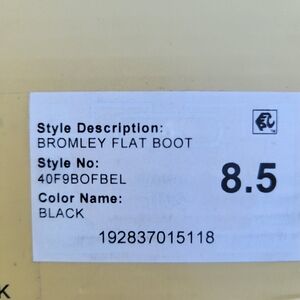 Style Description:
BROMLEY FLAT BOOT
Style No:
40F9BOFBEL
8.5
Color Name:
BLACK
192837015118
K